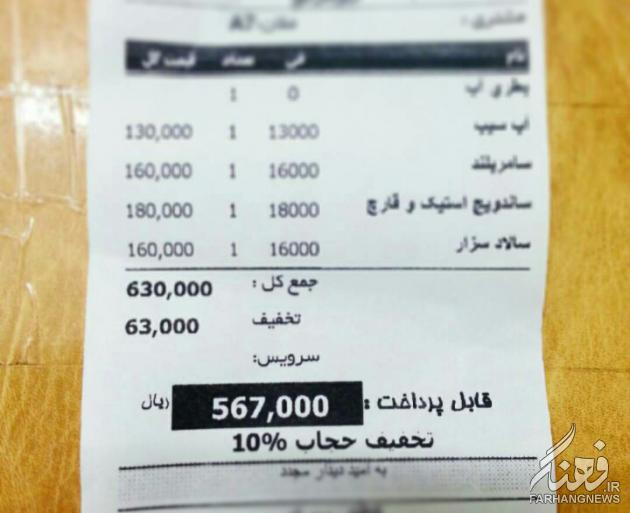 مشتری :
نام فی تعداد قیمت کل
بطری آب 0 1
آب سیب 13000 1 130,000
سامربلند 16000 1 160,000
ساندویچ استیک و قارچ 18000 1 180,000
سالاد سزار 16000 1 160,000
جمع کل : 630,000
تخفیف 63,000
سرویس:
قابل پرداخت : 567,000 ریال
تخفیف حجاب 10%
به امید دیدار مجدد
فرهنگ
.IR
FARHANGNEWS